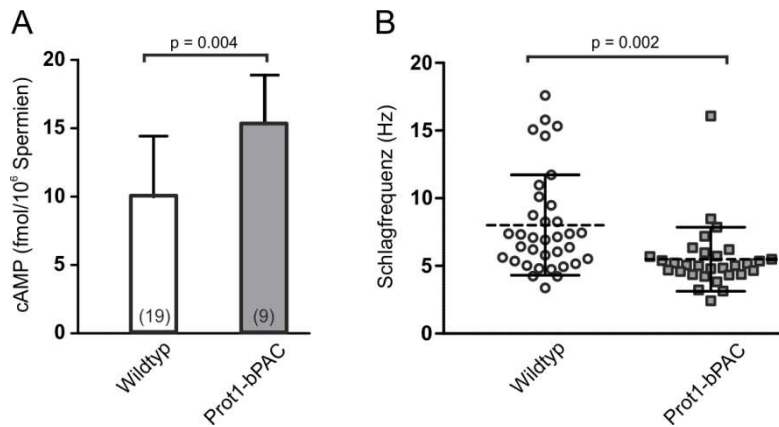 A
p = 0.004
cAMP (fmol/10⁶ Spermien)
20
15
10
5
0
(19)
(9)
Wildtyp
Prot1-bPAC
B
p = 0.002
Schlagfrequenz (Hz)
20
15
10
5
0
Wildtyp
Prot1-bPAC